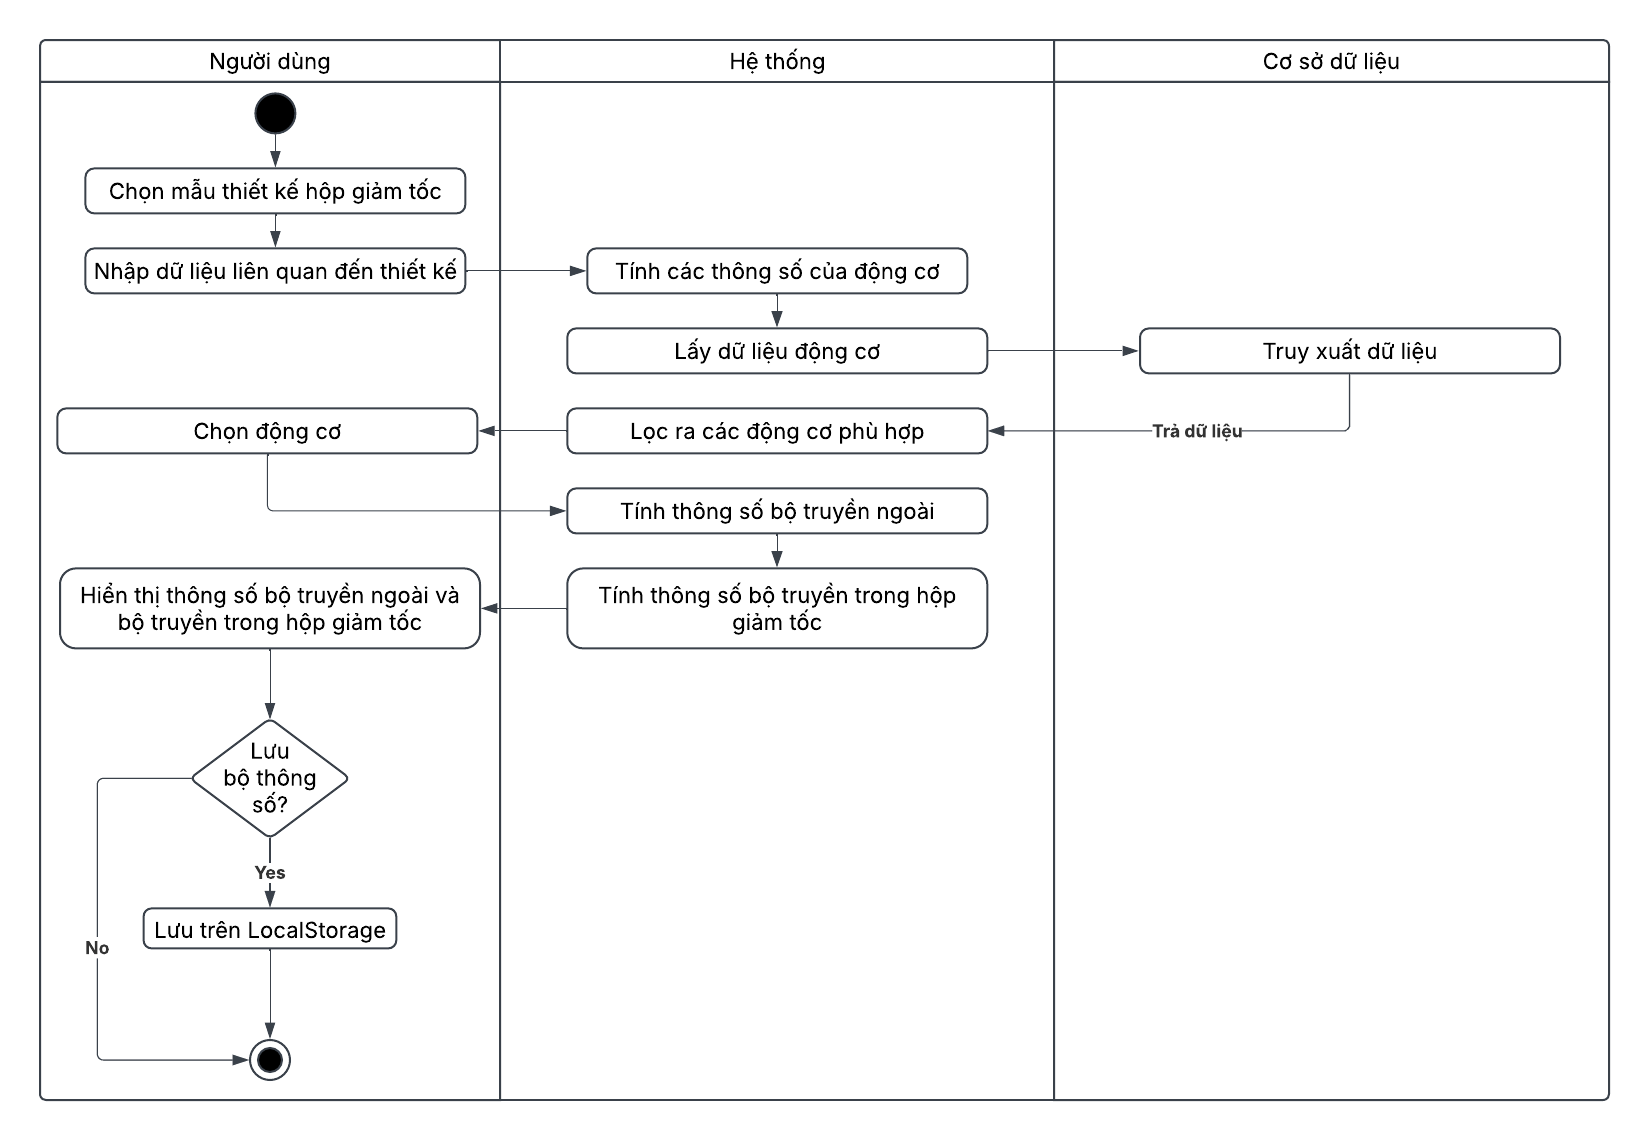 Người dùng
Hệ thống
Cơ sở dữ liệu
Chọn mẫu thiết kế hộp giảm tốc
Nhập dữ liệu liên quan đến thiết kế
Tính các thông số của động cơ
Lấy dữ liệu động cơ
Truy xuất dữ liệu
Trả dữ liệu
Lọc ra các động cơ phù hợp
Chọn động cơ
Tính thông số bộ truyền ngoài
Tính thông số bộ truyền trong hộp
giảm tốc
Hiển thị thông số bộ truyền ngoài và
bộ truyền trong hộp giảm tốc
Lưu
bộ thông
số?
Yes
Lưu trên LocalStorage
No